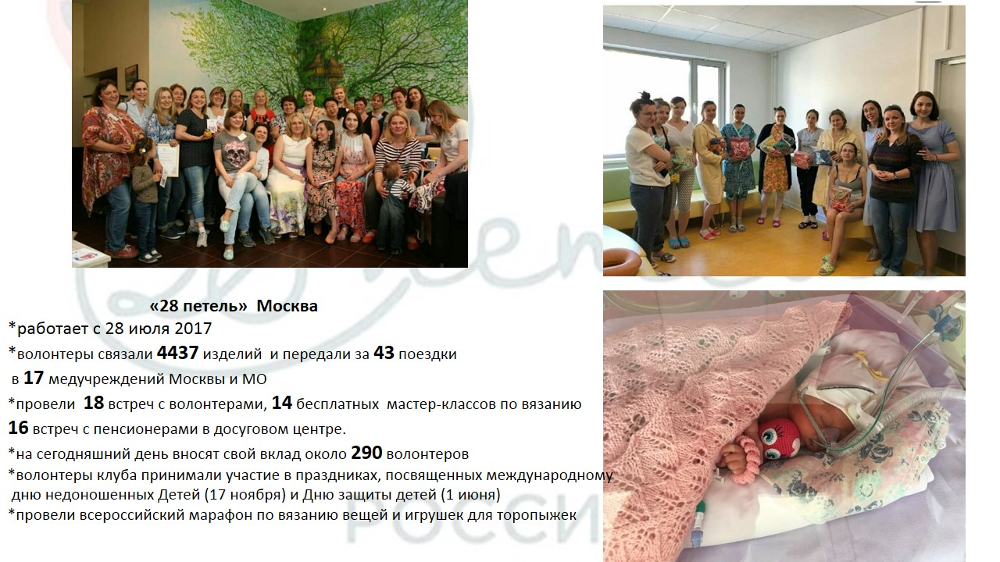 «28 петель»  Москва
*работает с 28 июля 2017
*волонтеры связали 4437 изделий  и передали за 43 поездки
в 17 медучреждений Москвы и МО
*провели  18 встреч с волонтерами, 14 бесплатных  мастер-классов по вязанию
16 встреч с пенсионерами в досуговом центре.
*на сегодняшний день вносят свой вклад около 290 волонтеров
*волонтеры клуба принимали участие в праздниках, посвященных международному
дню недоношенных Детей (17 ноября) и Дню защиты детей (1 июня)
*провели всероссийский марафон по вязанию вещей и игрушек для торопыжек